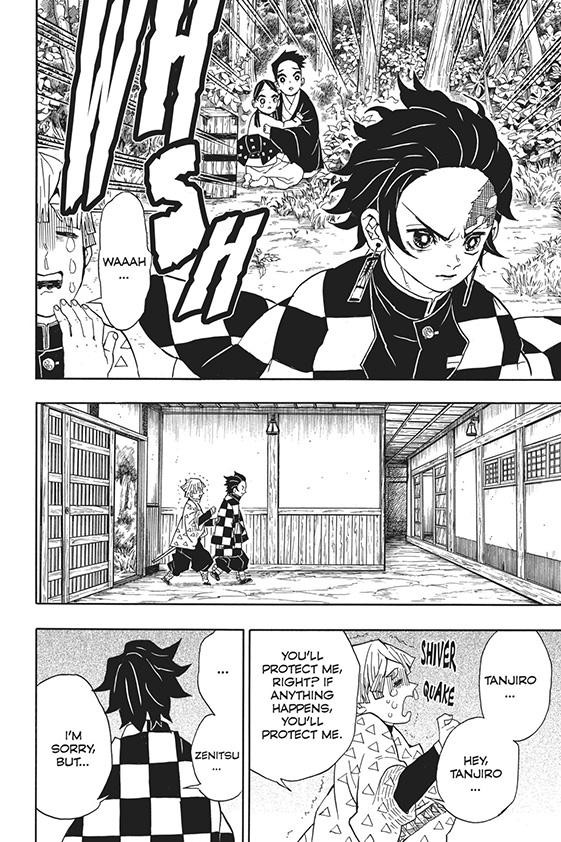 WHSH
WAAAH
...
TANJIRO
...
HEY,
TANJIRO
...
SHIVER
QUAKE
YOU'LL
PROTECT ME,
RIGHT? IF
ANYTHING
HAPPENS,
YOU'LL
PROTECT ME.
...
ZENITSU
...
I'M
SORRY,
BUT...